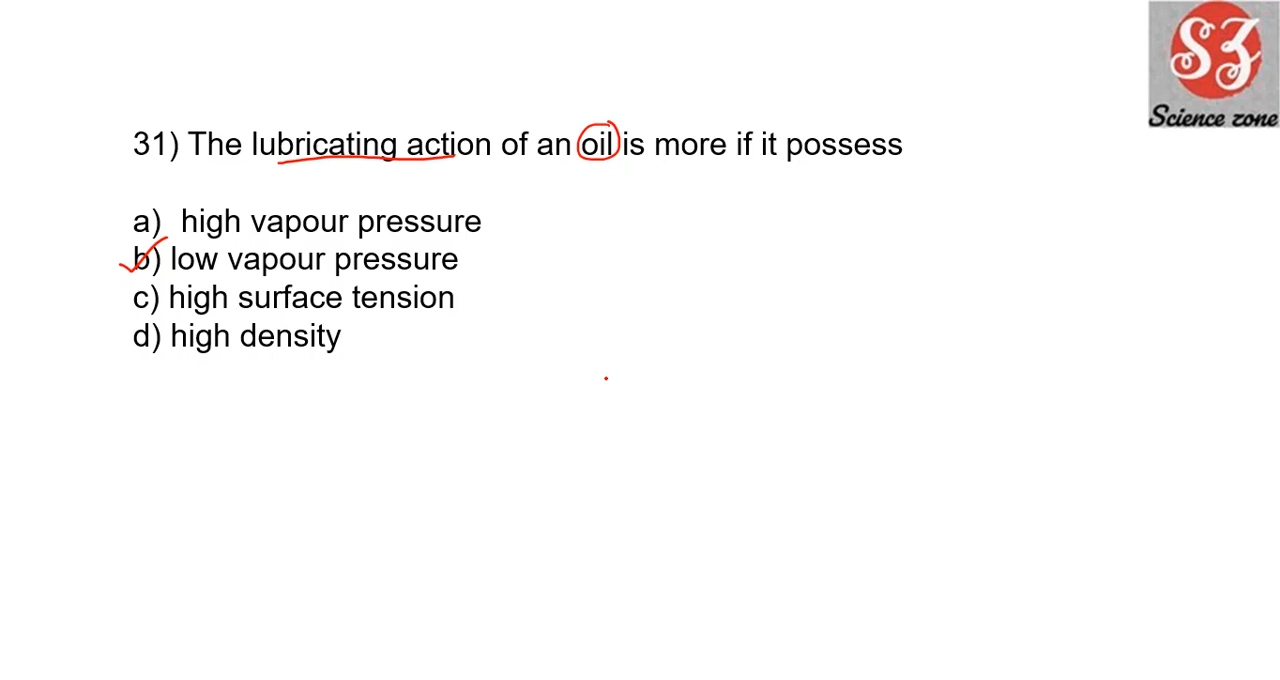 SZ
Science zone
31) The lubricating action of an oil is more if it possess
a) high vapour pressure
b) low vapour pressure
c) high surface tension
d) high density